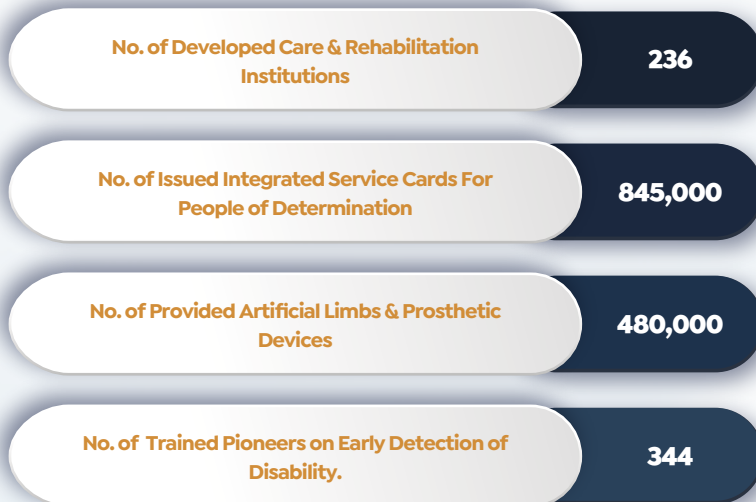 No. of Developed Care & Rehabilitation
Institutions
236
No. of Issued Integrated Service Cards For
People of Determination
845,000
No. of Provided Artificial Limbs & Prosthetic
Devices
480,000
No. of Trained Pioneers on Early Detection of
Disability.
344